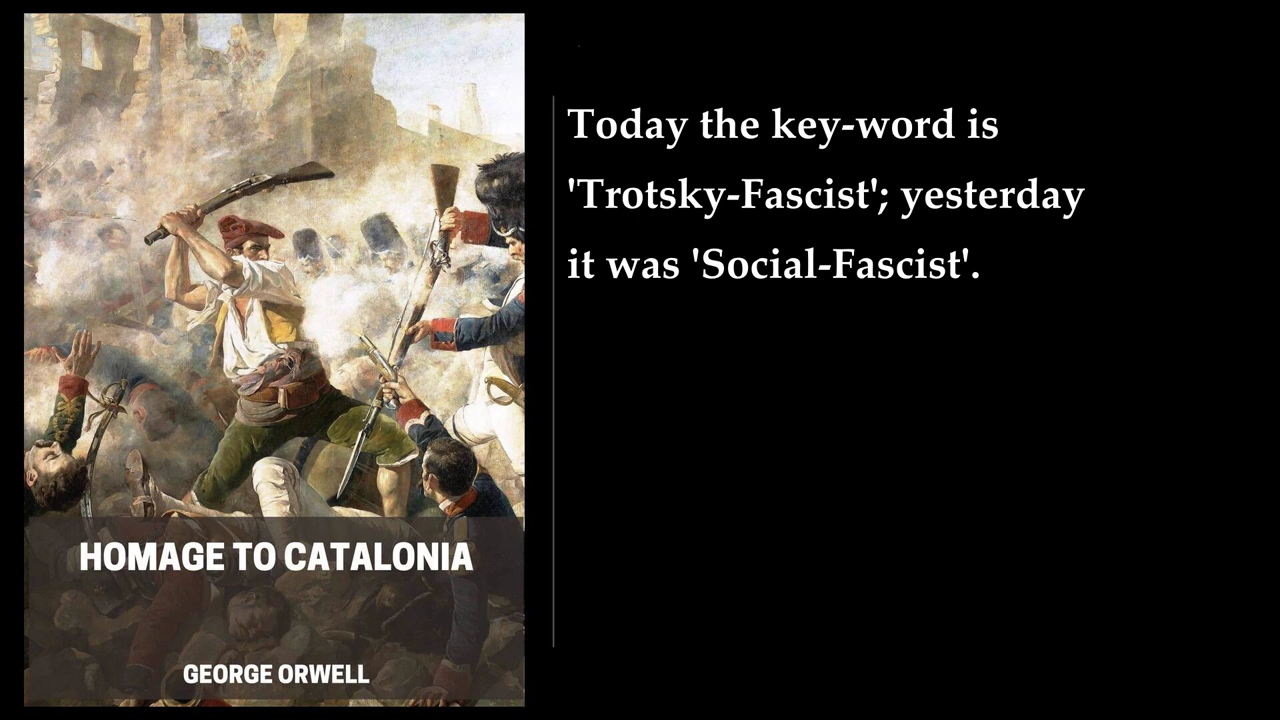 Today the key-word is
'Trotsky-Fascist'; yesterday
it was 'Social-Fascist'.
HOMAGE TO CATALONIA
GEORGE ORWELL